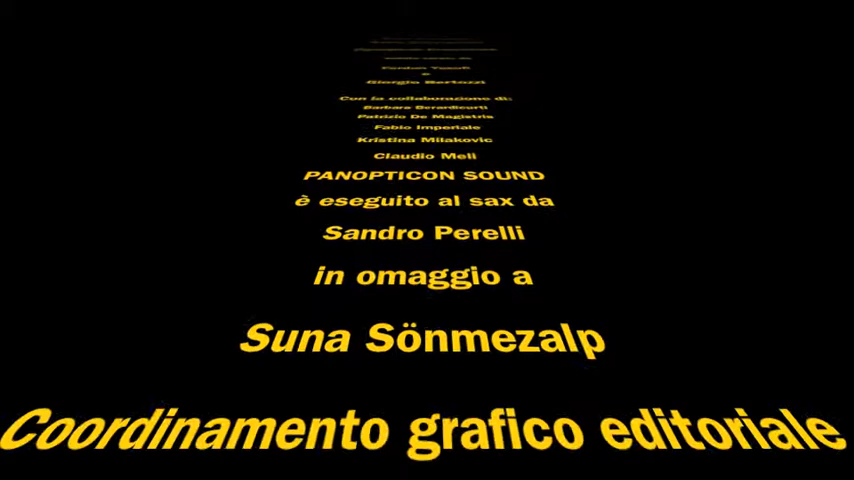 e
Giorgio Bertozzi
Con la collaborazione di:
Barbara Berardicurti
Patrizio De Magistris
Fabio Imperiale
Kristina Milakovic
Claudio Meli
PANOPTICON SOUND
è eseguito al sax da
Sandro Perelli
in omaggio a
Suna Sönmezalp
Coordinamento grafico editoriale